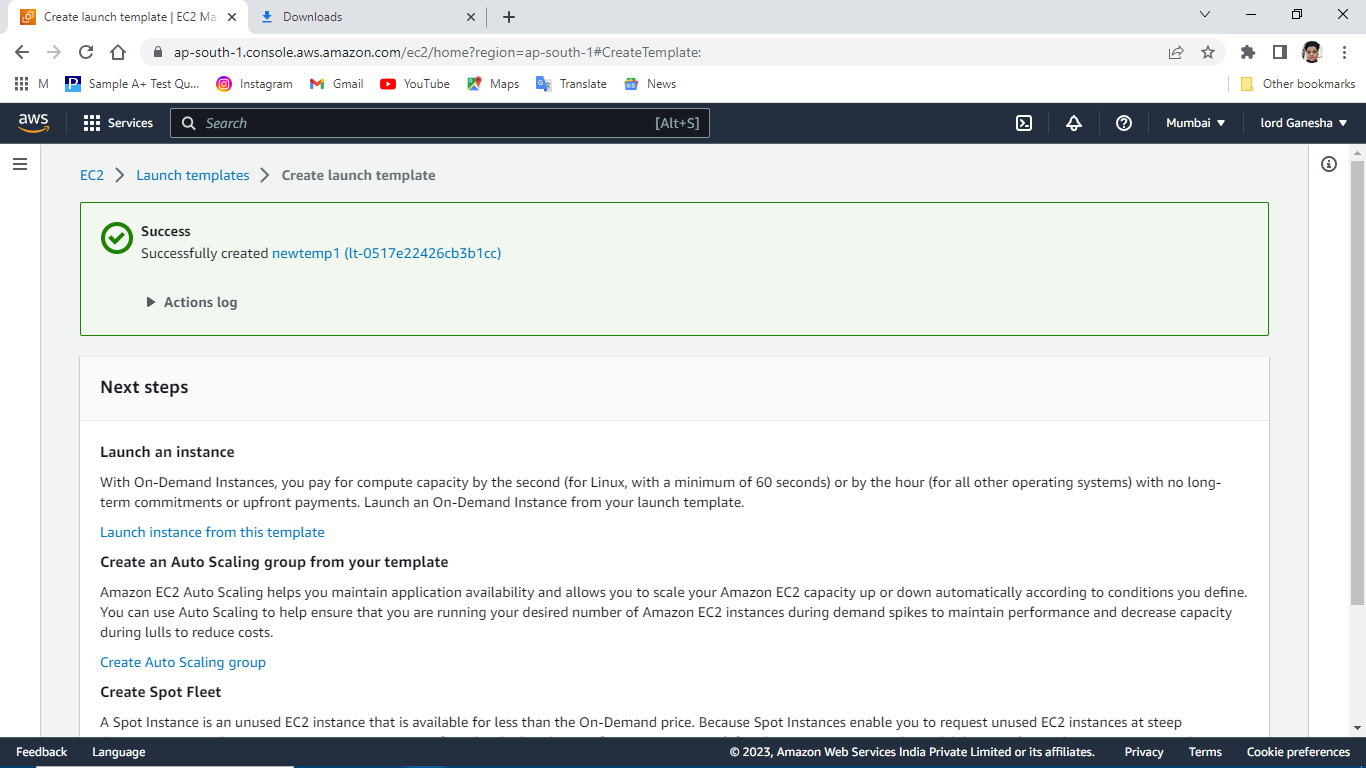 Create launch template | EC2 Ma
Downloads
ap-south-1.console.aws.amazon.com/ec2/home?region=ap-south-1#CreateTemplate:
M
Sample A+ Test Qu...
Instagram
Gmail
YouTube
Maps
Translate
News
Other bookmarks
aws
Services
Search
[Alt+S]
Mumbai
lord Ganesha
EC2
Launch templates
Create launch template
Success
Successfully created newtemp1 (lt-0517e22426cb3b1cc)
Actions log
Next steps
Launch an instance
With On-Demand Instances, you pay for compute capacity by the second (for Linux, with a minimum of 60 seconds) or by the hour (for all other operating systems) with no long-
term commitments or upfront payments. Launch an On-Demand Instance from your launch template.
Launch instance from this template
Create an Auto Scaling group from your template
Amazon EC2 Auto Scaling helps you maintain application availability and allows you to scale your Amazon EC2 capacity up or down automatically according to conditions you define.
You can use Auto Scaling to help ensure that you are running your desired number of Amazon EC2 instances during demand spikes to maintain performance and decrease capacity
during lulls to reduce costs.
Create Auto Scaling group
Create Spot Fleet
A Spot Instance is an unused EC2 instance that is available for less than the On-Demand price. Because Spot Instances enable you to request unused EC2 instances at steep
Feedback
Language
© 2023, Amazon Web Services India Private Limited or its affiliates.
Privacy
Terms
Cookie preferences